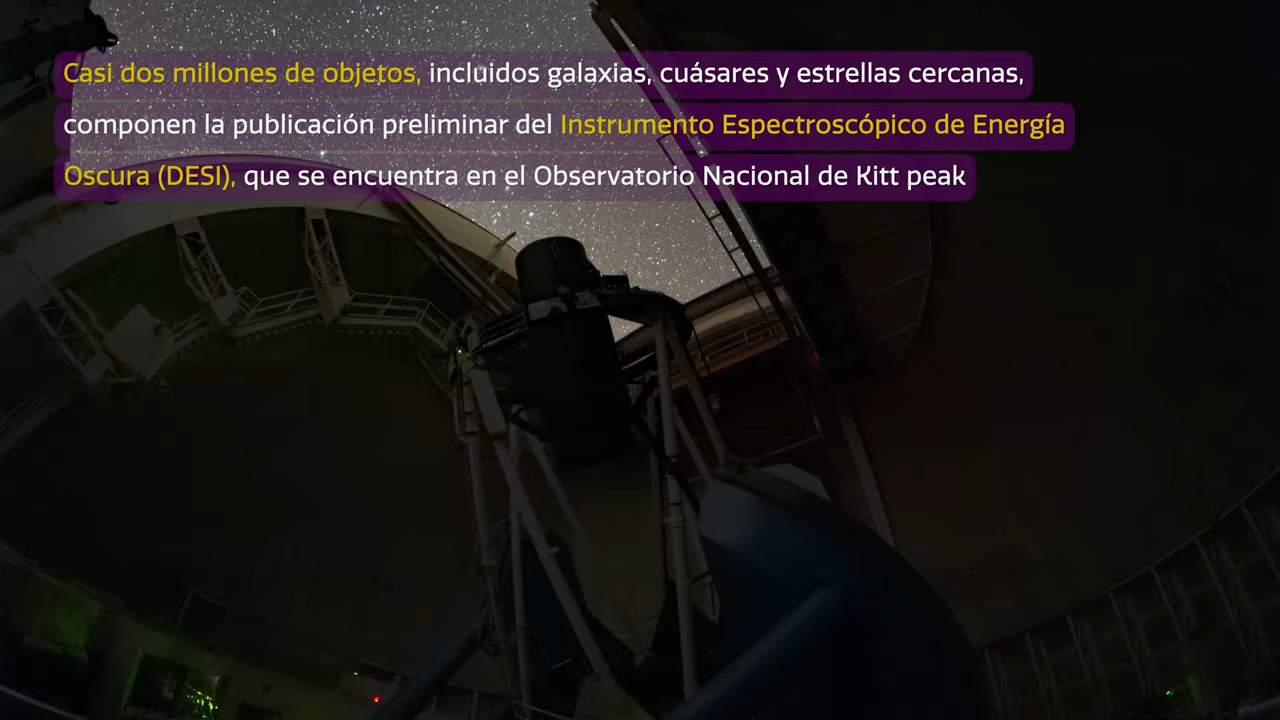 Casi dos millones de objetos, incluidos galaxias, cuásares y estrellas cercanas,
componen la publicación preliminar del Instrumento Espectroscópico de Energía
Oscura (DESI), que se encuentra en el Observatorio Nacional de Kitt peak